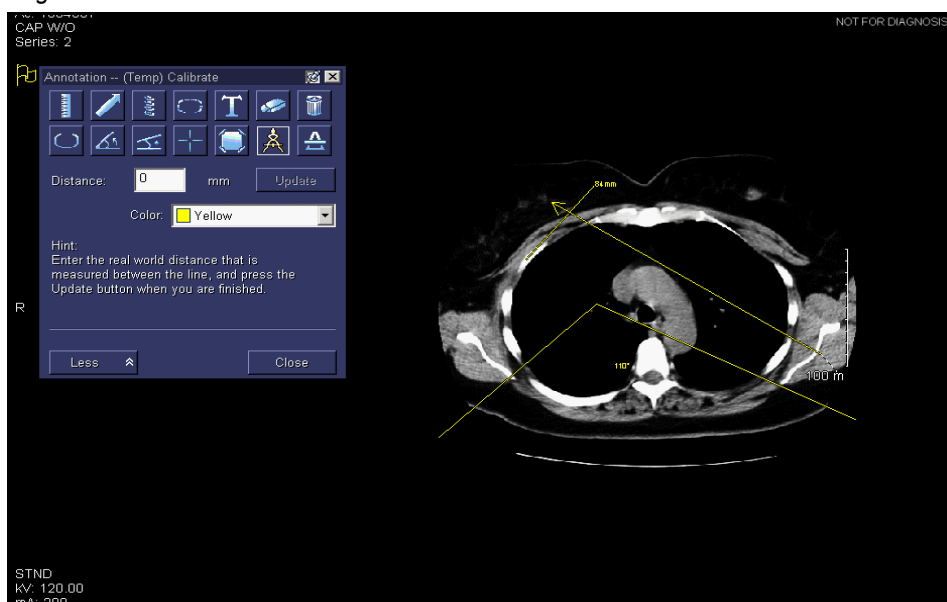 CAP W/O
Series: 2
NOT FOR DIAGNOSIS
Annotation -- (Temp) Calibrate
T
Distance: 0 mm Update
Color: Yellow
Hint:
Enter the real world distance that is
measured between the line, and press the
Update button when you are finished.
Less Close
R
84 mm
110°
100 m
STND
kV: 120.00